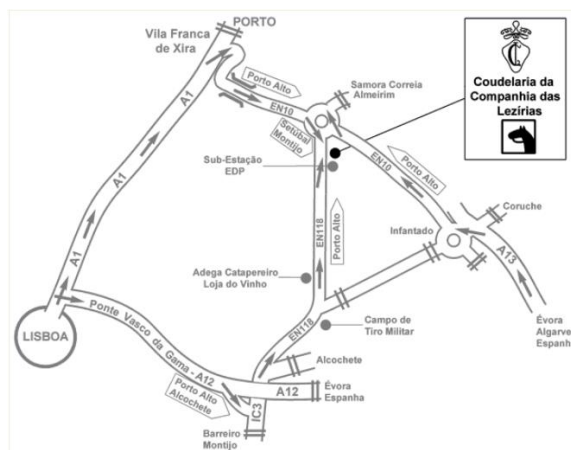 PORTO
Vila Franca
de Xira
Porto Alto
EN10
Samora Correia
Almeirim
Setubal
Montijo
Coudelaria da
Companhia das
Lezírias
A1
A1
A1
Sub-Estação
EDP
Porto Alto
EN10
EN118
Porto Alto
Infantado
Coruche
A13
Adega Catapereiro
Loja do Vinho
Évora
Algarve
Espanh
LISBOA
Ponte Vasco da Gama - A12
EN118
Campo de
Tiro Militar
Alcochete
Porto Alto
Alcochete
A12
Évora
Espanha
IC3
Barreiro
Montijo